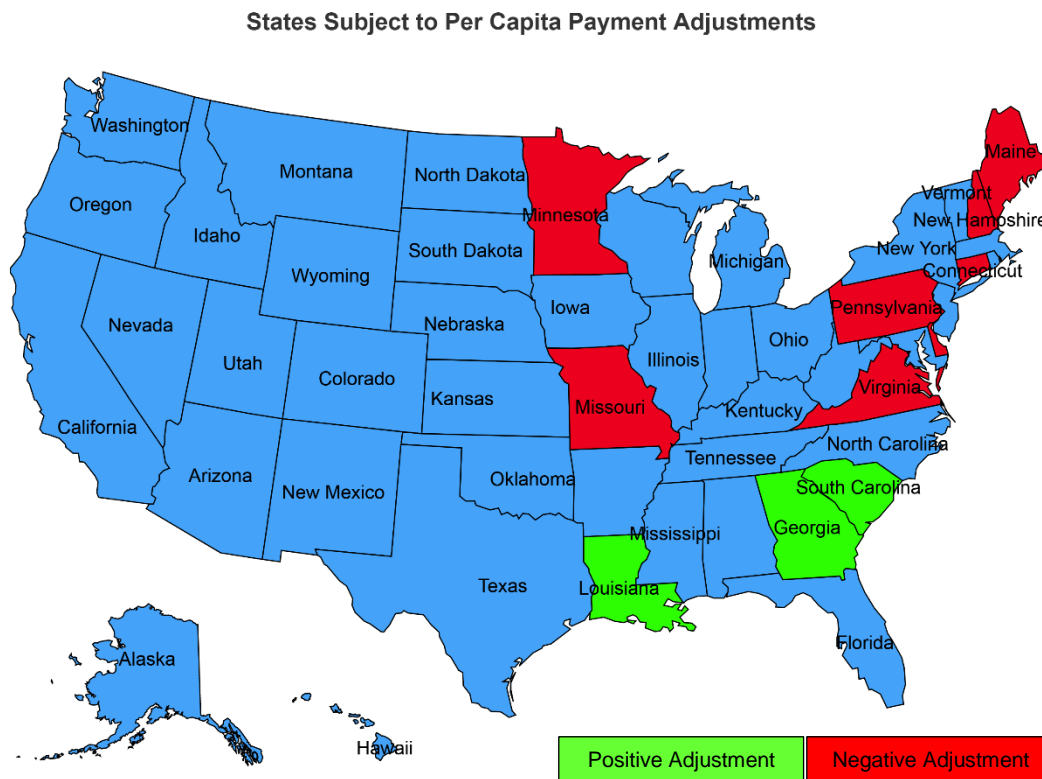 States Subject to Per Capita Payment Adjustments
Washington
Montana
North Dakota
Minnesota
Maine
Vermont
New Hampshire
Oregon
Idaho
South Dakota
Wyoming
Michigan
New York
Connecticut
Pennsylvania
Nevada
Utah
Colorado
Nebraska
Iowa
Illinois
Ohio
Kansas
Missouri
Kentucky
Virginia
California
Arizona
New Mexico
Oklahoma
Tennessee
North Carolina
South Carolina
Georgia
Mississippi
Texas
Louisiana
Florida
Alaska
Hawaii
Positive Adjustment
Negative Adjustment